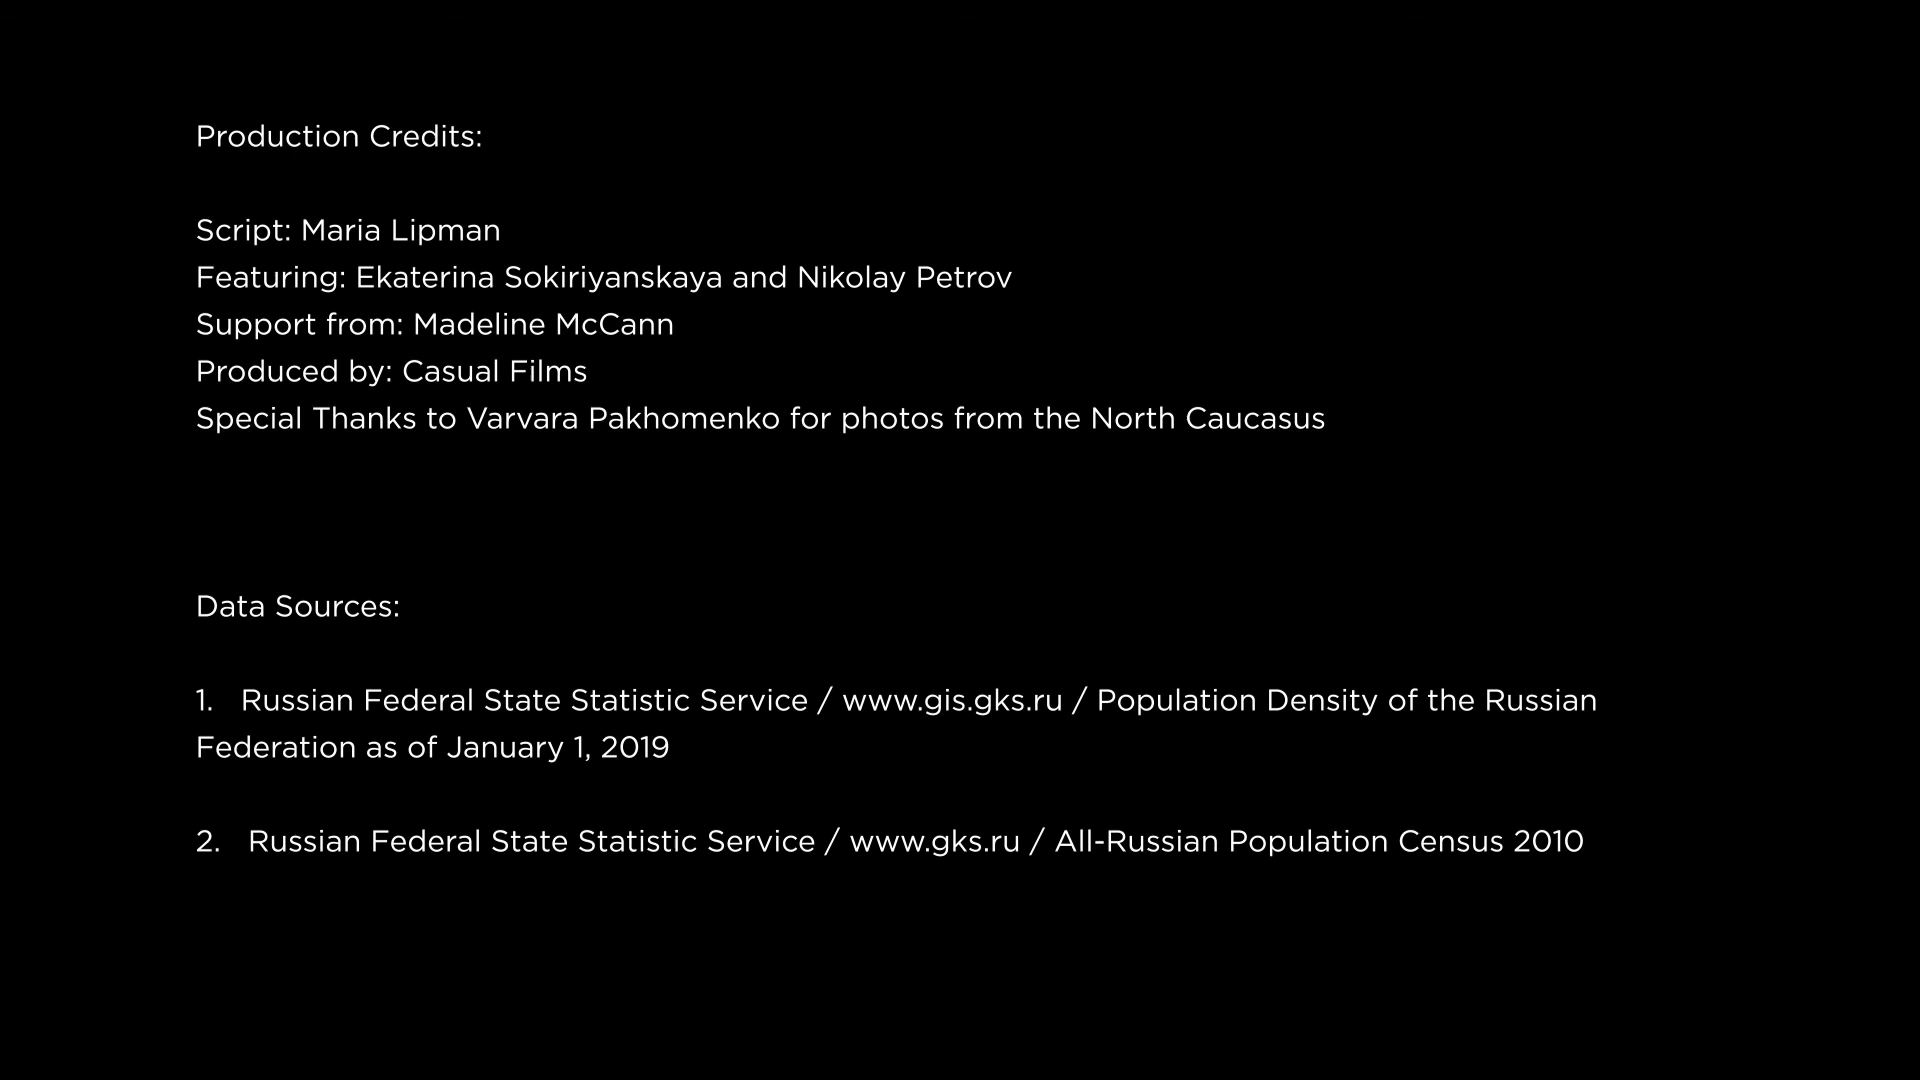 Production Credits:
Script: Maria Lipman
Featuring: Ekaterina Sokiriyanskaya and Nikolay Petrov
Support from: Madeline McCann
Produced by: Casual Films
Special Thanks to Varvara Pakhomenko for photos from the North Caucasus
Data Sources:
1. Russian Federal State Statistic Service / www.gis.gks.ru / Population Density of the Russian
Federation as of January 1, 2019
2. Russian Federal State Statistic Service / www.gks.ru / All-Russian Population Census 2010